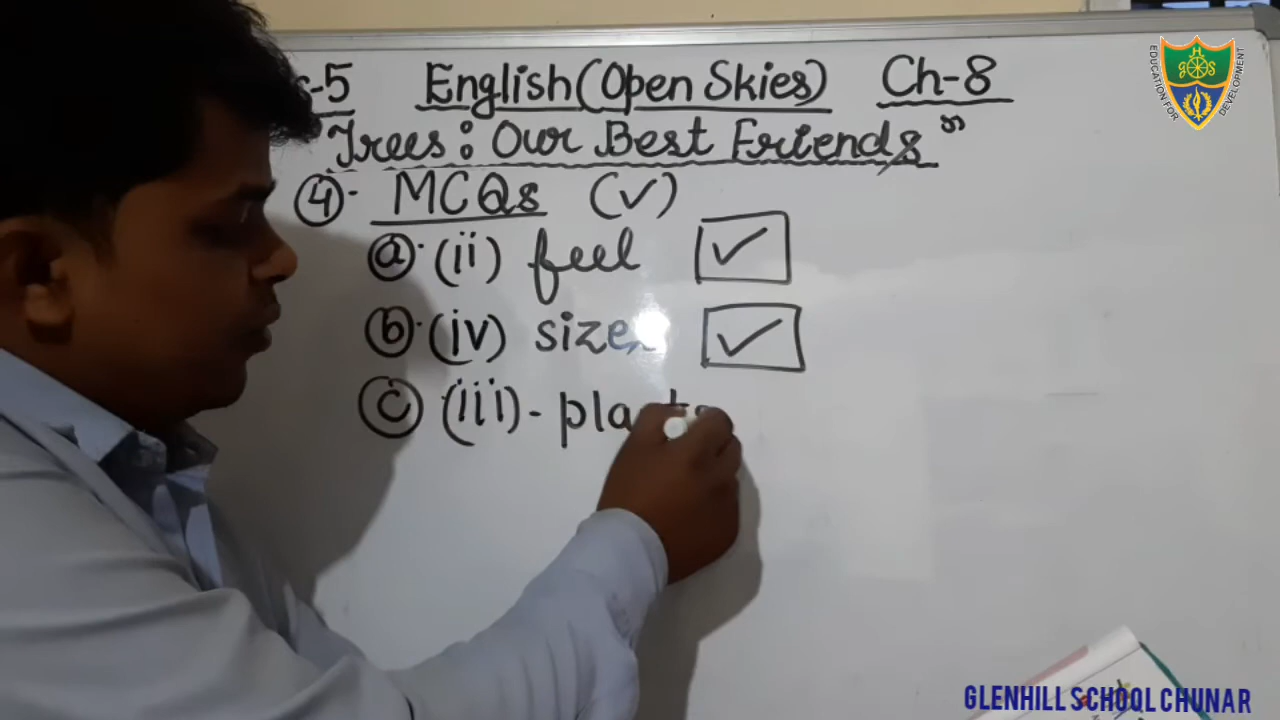 -5 English (Open Skies) Ch-8
"Trees: Our Best Friends"
④· MCQs (✓)
ⓐ· (ii) feel ✓
ⓑ· (iv) size ✓
ⓒ (iii) -
EDUCATION FOR DEVELOPMENT
GHS
GLENHILL SCHOOL CHUNAR